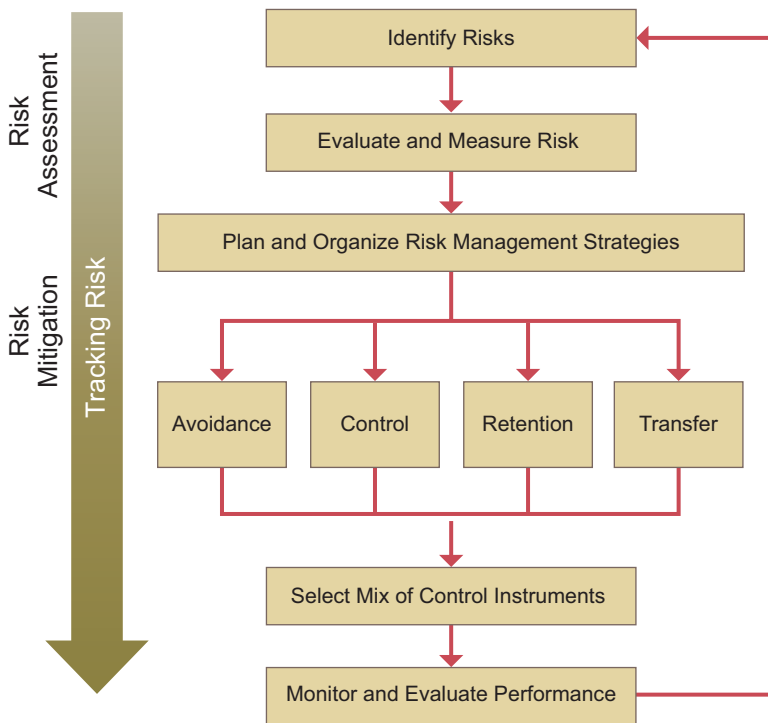 Identify Risks
Risk
Assessment
Evaluate and Measure Risk
Plan and Organize Risk Management Strategies
Risk
Mitigation
Tracking Risk
Avoidance
Control
Retention
Transfer
Select Mix of Control Instruments
Monitor and Evaluate Performance